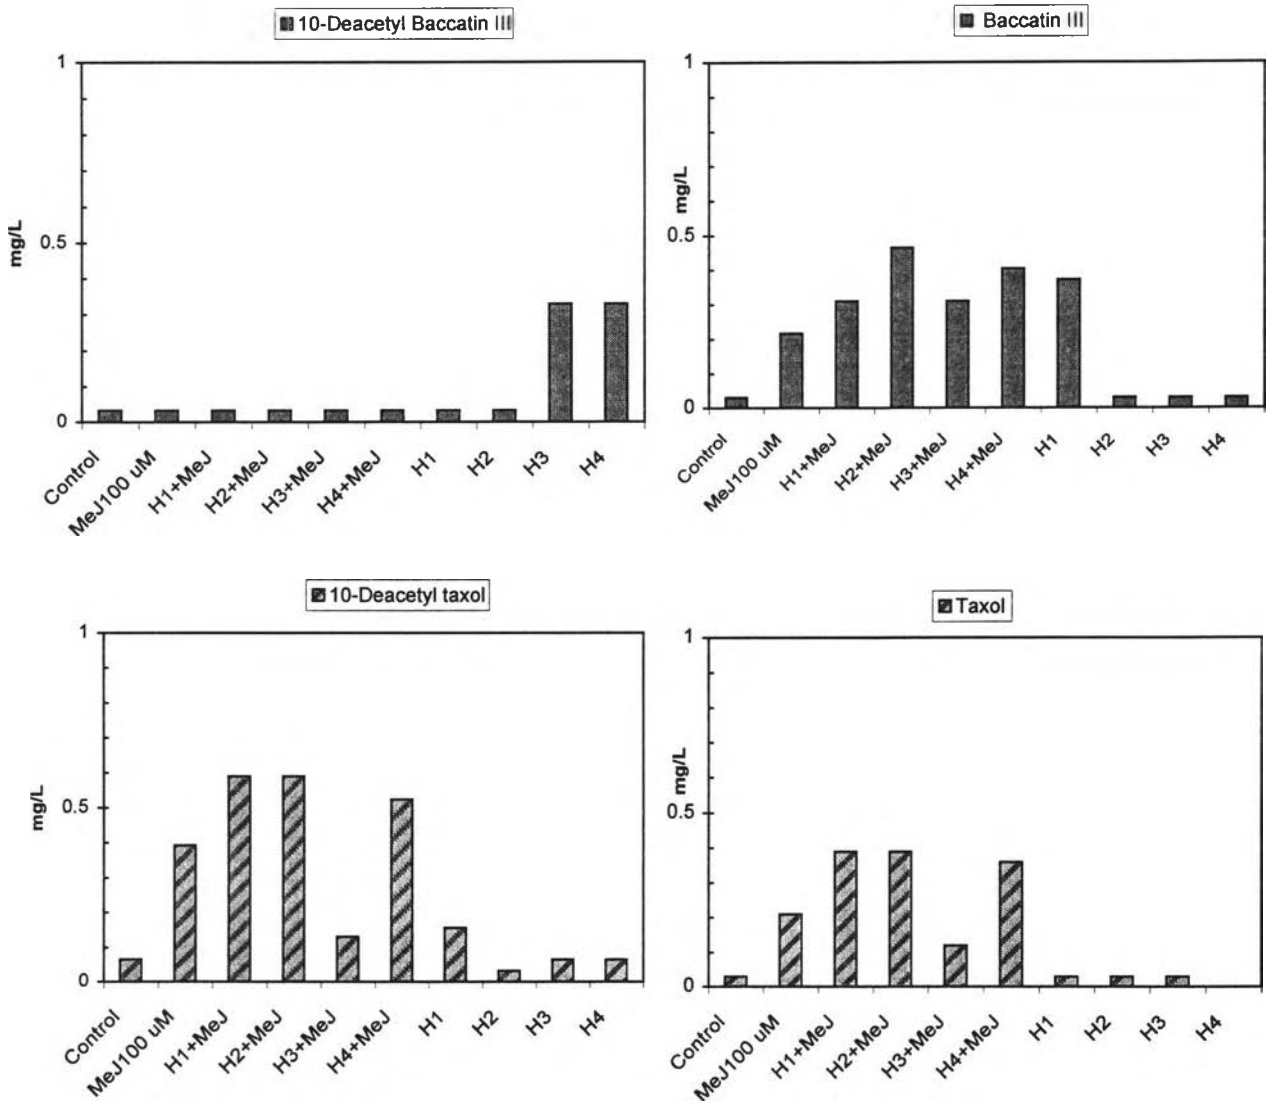 10-Deacetyl Baccatin III
1
0.5
0
mg/L
Control
MeJ100 uM
H1+MeJ
H2+MeJ
H3+MeJ
H4+MeJ
H1
H2
H3
H4
Baccatin III
1
0.5
0
mg/L
Control
MeJ100 uM
H1+MeJ
H2+MeJ
H3+MeJ
H4+MeJ
H1
H2
H3
H4
10-Deacetyl taxol
1
0.5
0
mg/L
Control
MeJ100 uM
H1+MeJ
H2+MeJ
H3+MeJ
H4+MeJ
H1
H2
H3
H4
Taxol
1
0.5
0
mg/L
Control
MeJ100 uM
H1+MeJ
H2+MeJ
H3+MeJ
H4+MeJ
H1
H2
H3
H4